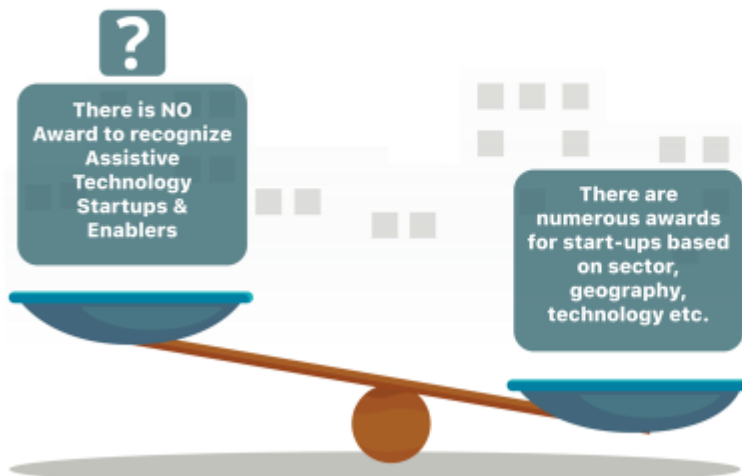 ?
There is NO
Award to recognize
Assistive
Technology
Startups &
Enablers
There are
numerous awards
for start-ups based
on sector,
geography,
technology etc.